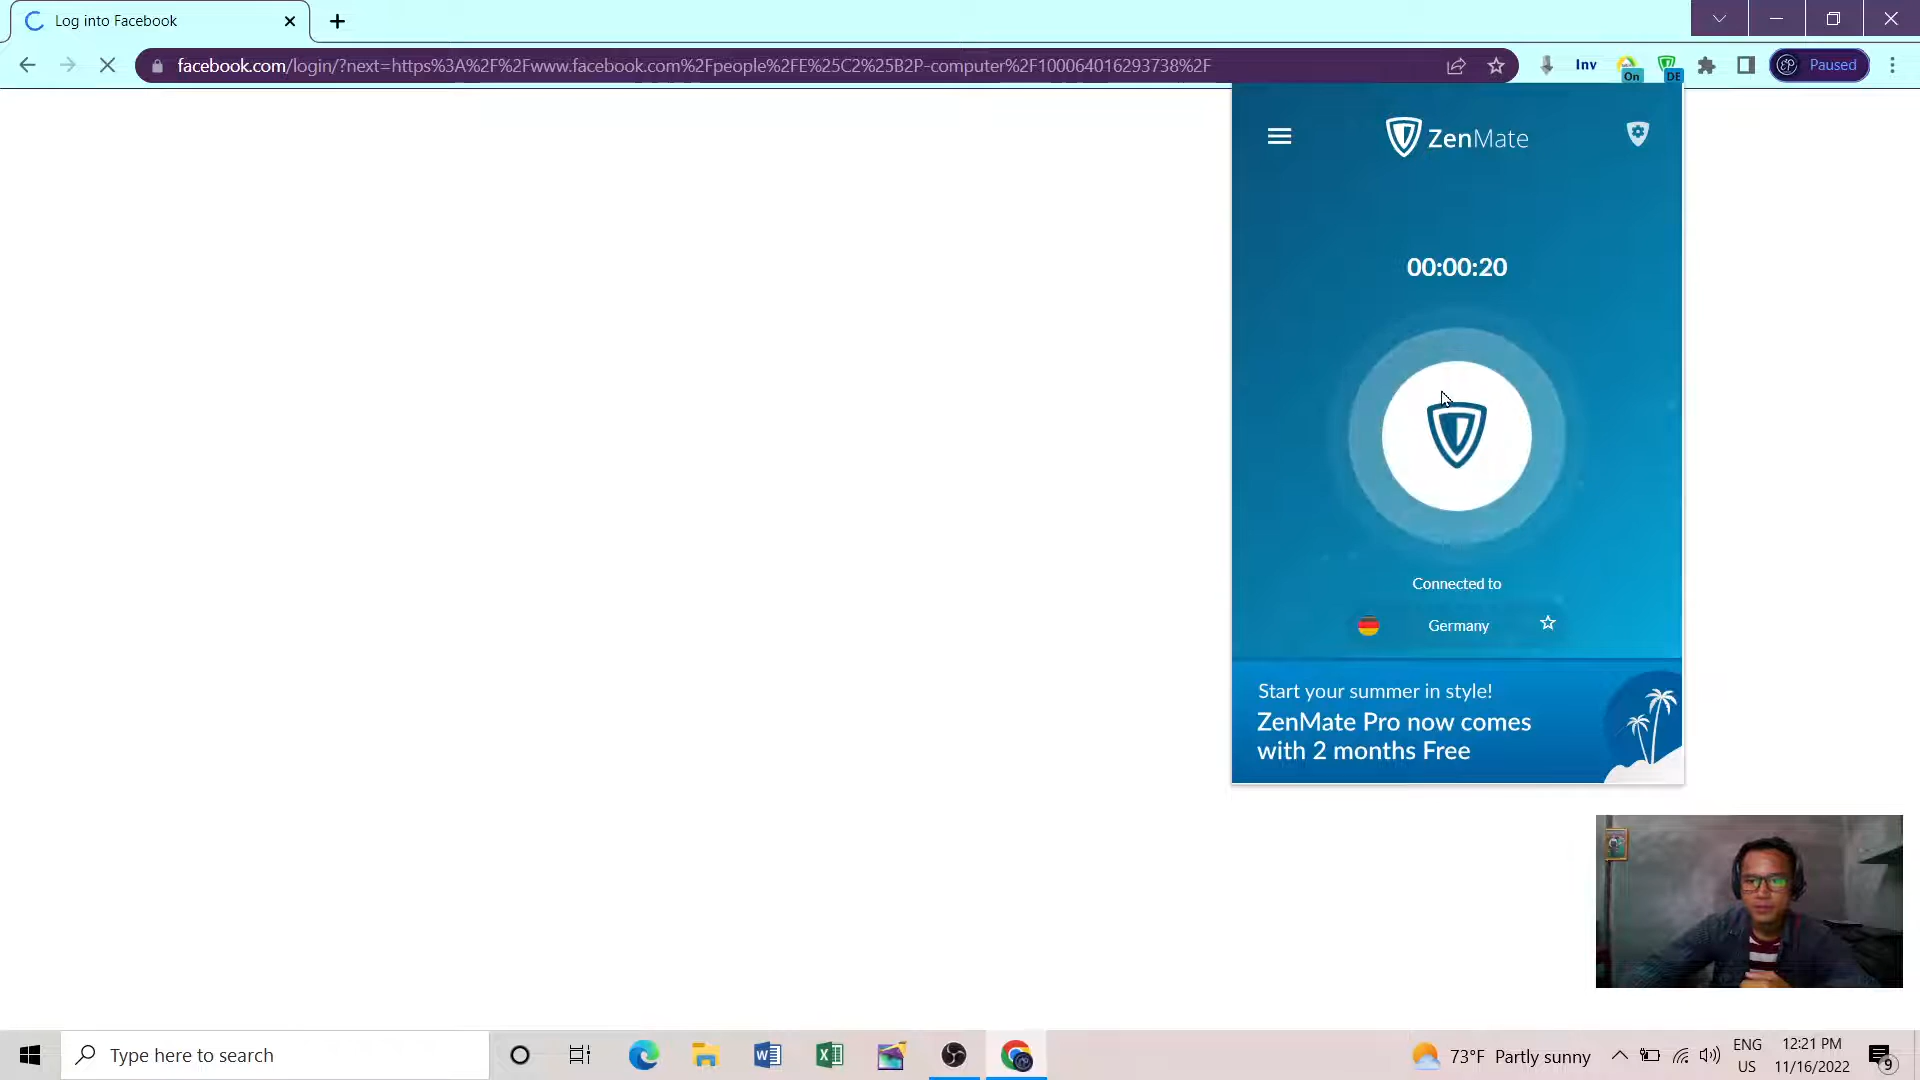 Log into Facebook
facebook.com/login/?next=https%3A%2F%2Fwww.facebook.com%2Fpeople%2FE%25C2%25B2P-computer%2F100064016293738%2F
Inv
On
DE
Paused
ZenMate
00:00:20
Connected to
Germany
Start your summer in style!
ZenMate Pro now comes
with 2 months Free
Type here to search
73°F Partly sunny
ENG
US
12:21 PM
11/16/2022
9